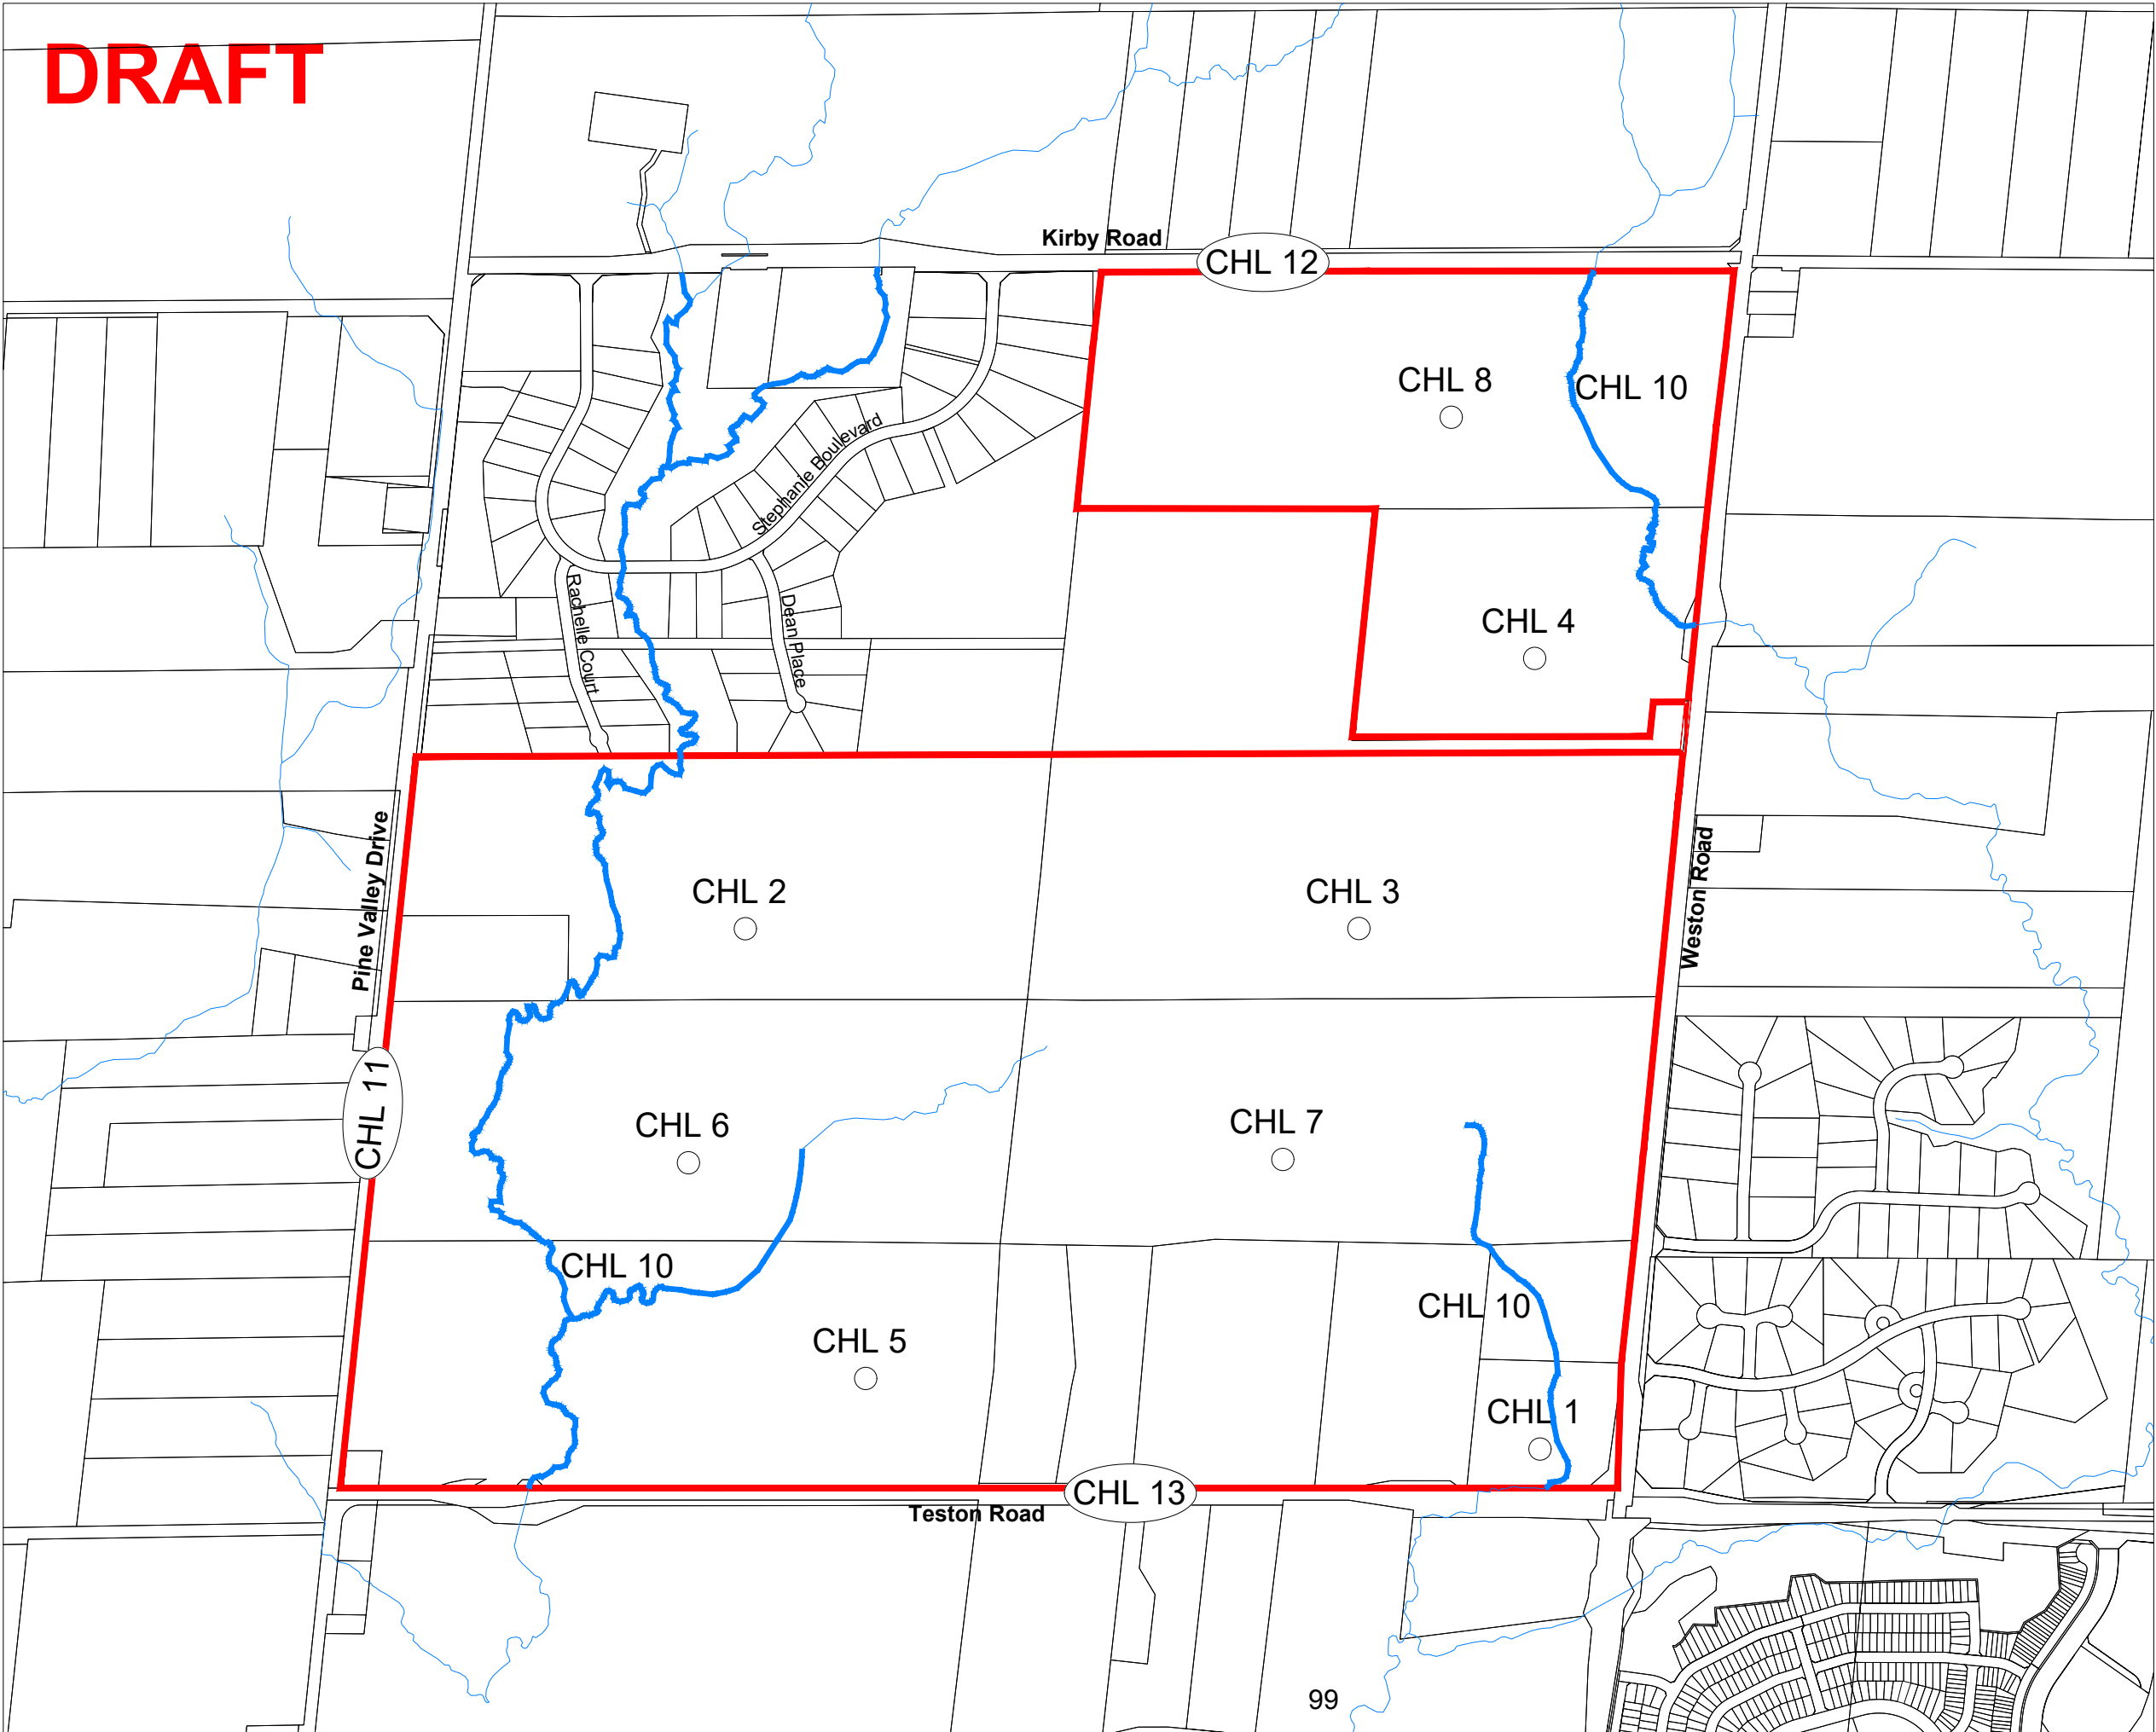 DRAFT
Kirby Road
CHL 12
CHL 8
CHL 10
Stephanie Boulevard
Rachelle Court
Dean Place
CHL 4
Pine Valley Drive
CHL 2
CHL 3
Weston Road
CHL 11
CHL 6
CHL 7
CHL 10
CHL 10
CHL 5
CHL 1
CHL 13
Teston Road
99